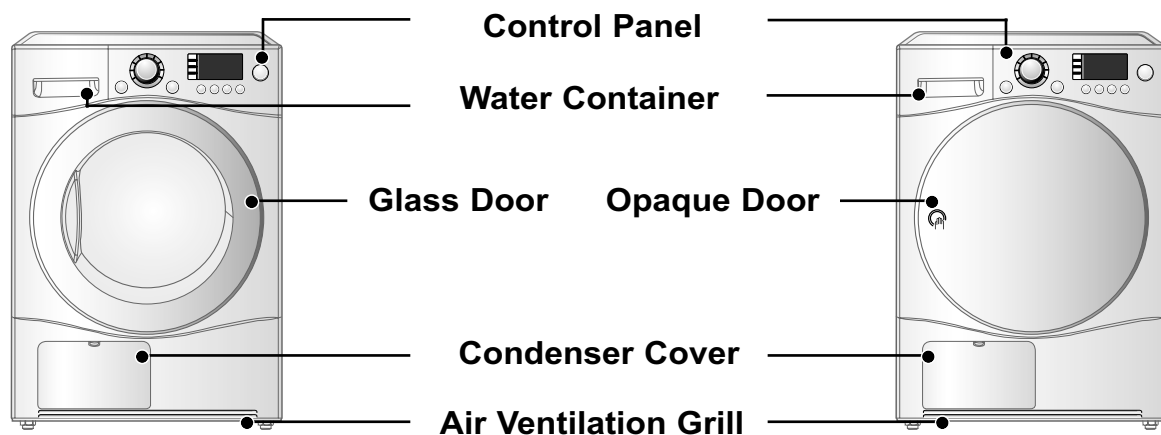 Control Panel
Water Container
Glass Door
Opaque Door
Condenser Cover
Air Ventilation Grill